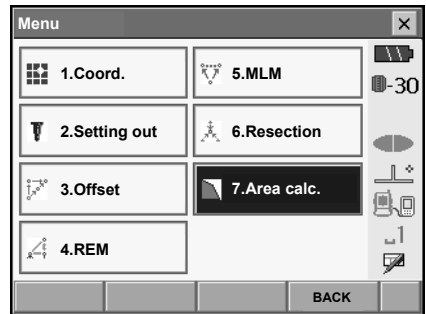 Menu
1.Coord.
5.MLM
-30
2.Setting out
6.Resection
3.Offset
7.Area calc.
4.REM
1
BACK